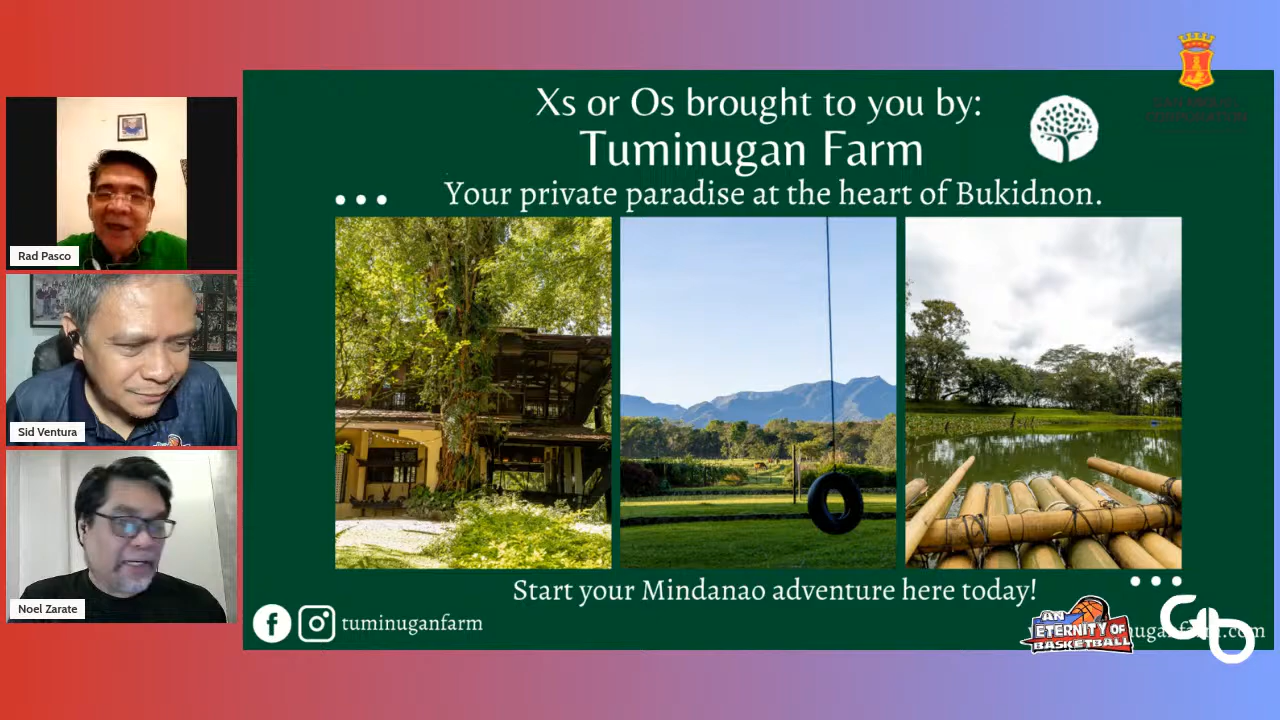 Xs or Os brought to you by:
Tuminugan Farm
Your private paradise at the heart of Bukidnon.
Rad Pasco
Sid Ventura
Noel Zarate
Start your Mindanao adventure here today!
tuminuganfarm
AN
ETERNITY OF
BASKETBALL
Gb